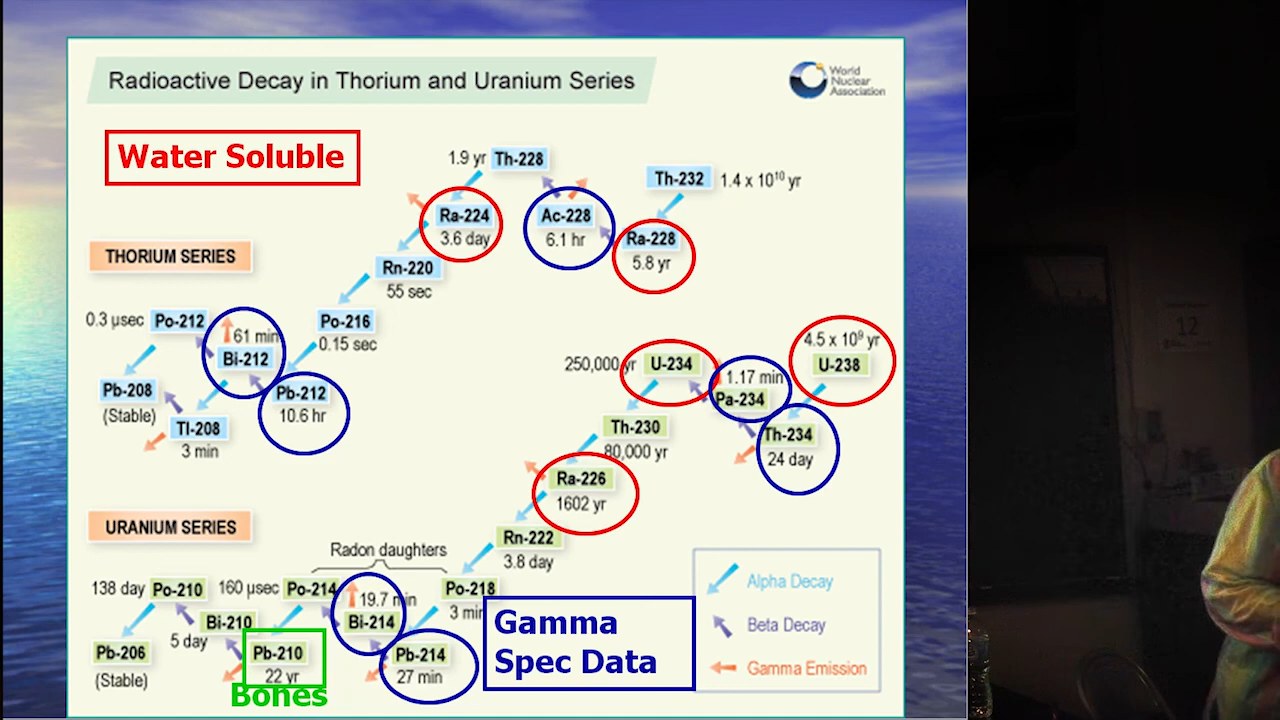 Radioactive Decay in Thorium and Uranium Series
World
Nuclear
Association
Water Soluble
1.9 yr Th-228
Th-232 1.4 x 10¹⁰ yr
Ra-224
3.6 day
Ac-228
6.1 hr
Ra-228
5.8 yr
THORIUM SERIES
Rn-220
55 sec
0.3 µsec Po-212
61 min
Bi-212
Po-216
0.15 sec
Pb-208
(Stable)
Tl-208
3 min
Pb-212
10.6 hr
4.5 x 10⁹ yr
U-238
250,000 yr U-234
1.17 min
Pa-234
Th-234
24 day
Th-230
80,000 yr
Ra-226
1602 yr
URANIUM SERIES
Rn-222
3.8 day
Radon daughters
138 day Po-210
160 µsec Po-214
19.7 min
Bi-214
Po-218
3 min
Bi-210
5 day
Pb-206
(Stable)
Pb-210
22 yr
Bones
Pb-214
27 min
Gamma
Spec Data
Alpha Decay
Beta Decay
Gamma Emission
12